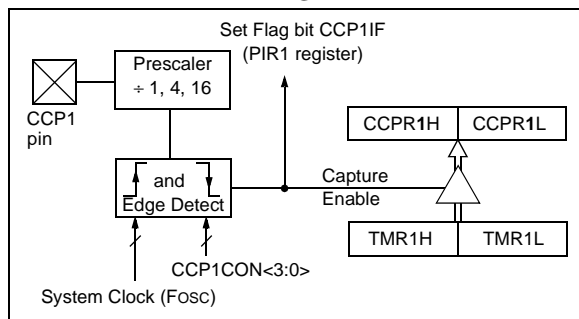 Set Flag bit CCP1IF
(PIR1 register)
Prescaler
÷ 1, 4, 16
CCP1
pin
CCPR1H
CCPR1L
and
Edge Detect
Capture
Enable
TMR1H
TMR1L
CCP1CON<3:0>
System Clock (FOSC)